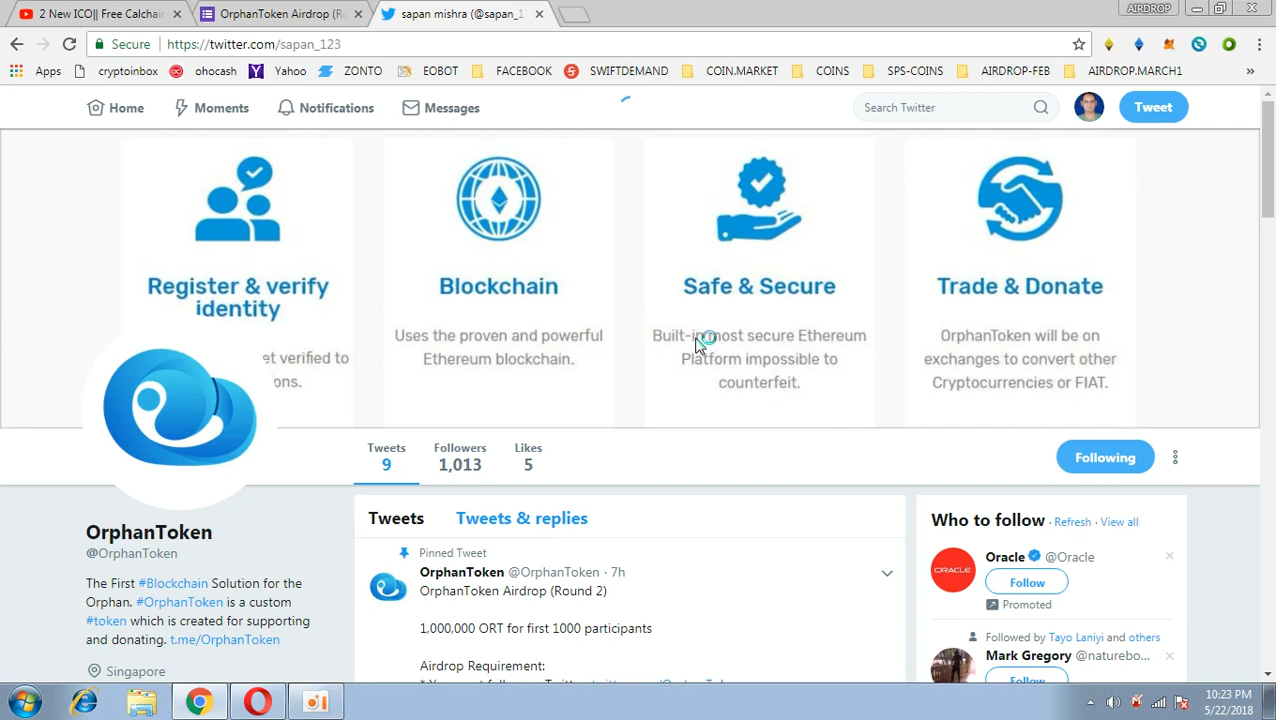 2 New ICO|| Free Calchain
OrphanToken Airdrop (Ro
sapan mishra (@sapan_1
AIRDROP
Secure
https://twitter.com/sapan_123
Apps
cryptoinbox
ohocash
Yahoo
ZONTO
EOBOT
FACEBOOK
SWIFTDEMAND
COIN.MARKET
COINS
SPS-COINS
AIRDROP-FEB
AIRDROP.MARCH1
»
Home
Moments
Notifications
Messages
Search Twitter
Tweet
Register & verify
identity
et verified to
ons.
Blockchain
Uses the proven and powerful
Ethereum blockchain.
Safe & Secure
Built-in most secure Ethereum
Platform impossible to
counterfeit.
Trade & Donate
OrphanToken will be on
exchanges to convert other
Cryptocurrencies or FIAT.
Tweets
9
Followers
1,013
Likes
5
Following
OrphanToken
@OrphanToken
The First #Blockchain Soluton for the
Orphan. #OrphanToken is a custom
#token which is created for supporting
and donating. t.me/OrphanToken
Singapore
Tweets
Tweets & replies
Pinned Tweet
OrphanToken @OrphanToken · 7h
OrphanToken Airdrop (Round 2)
1,000,000 ORT for first 1000 participants
Airdrop Requirement:
Who to follow · Refresh · View all
Oracle @Oracle
ORACLE
Follow
Promoted
Followed by Tayo Laniyi and others
Mark Gregory @naturebo...
Follow
10:23 PM
5/22/2018